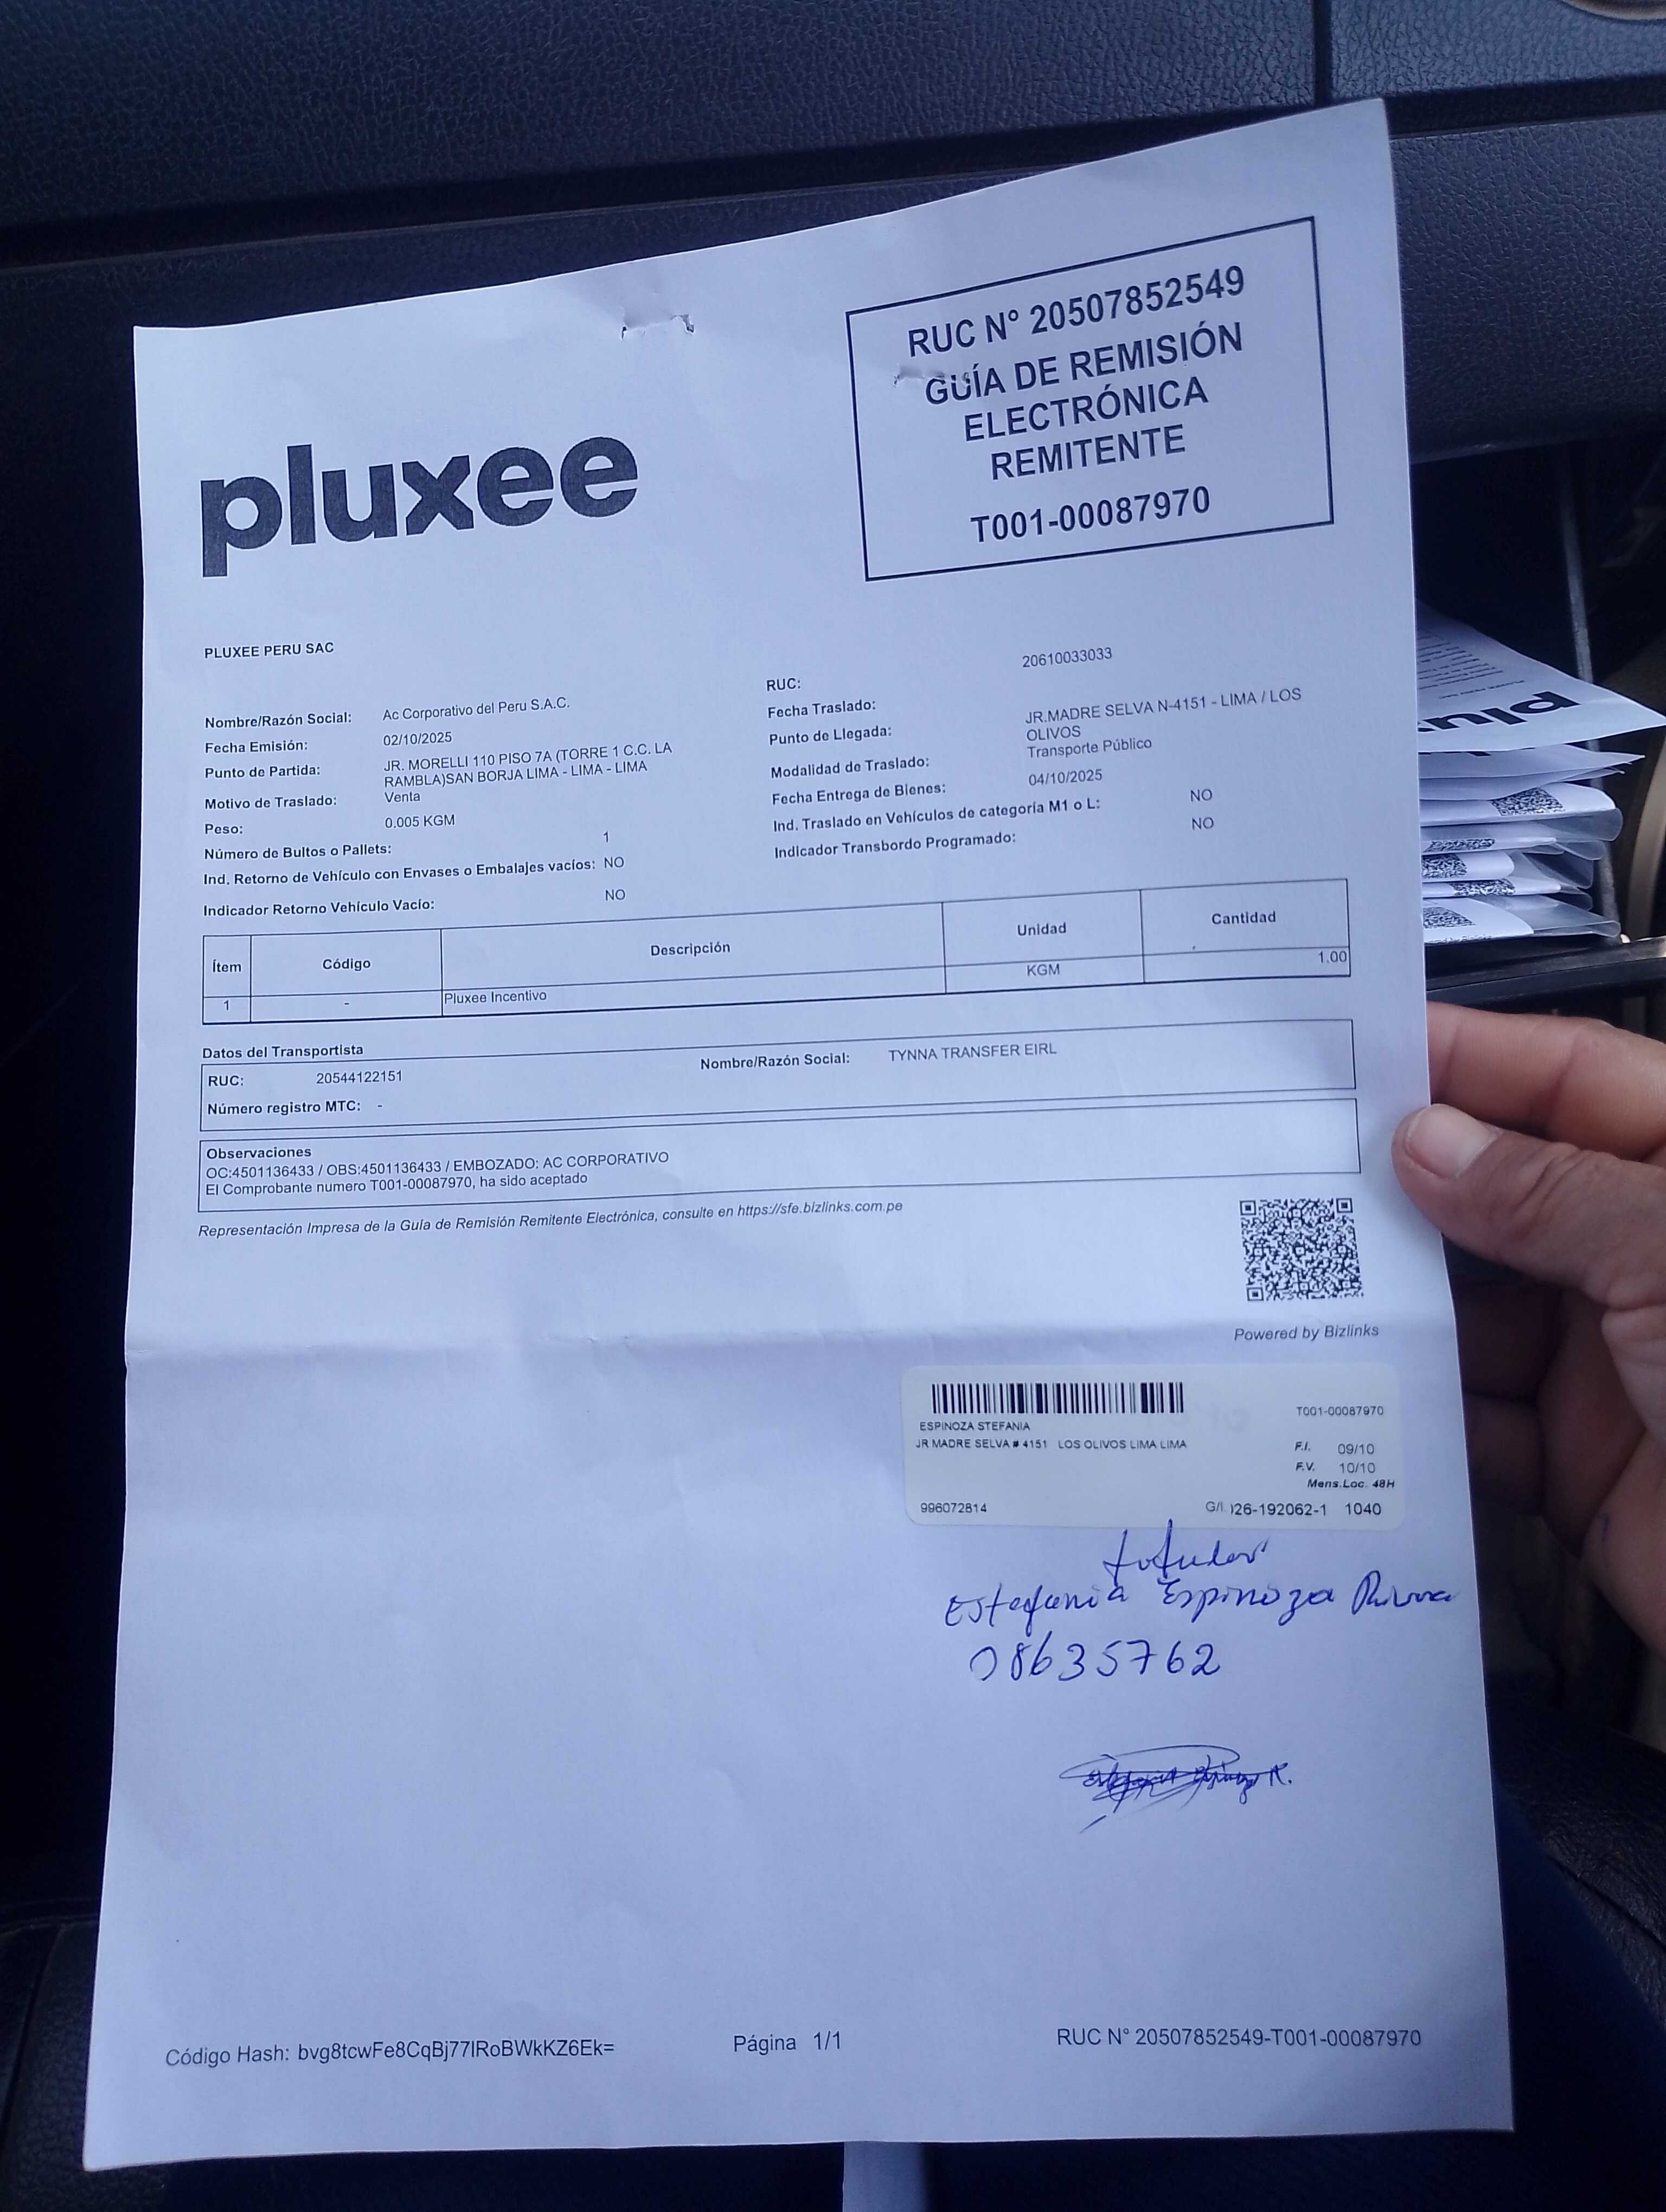 pluxee
RUC N° 20507852549
GUÍA DE REMISIÓN
ELECTRÓNICA
REMITENTE
T001-00087970
PLUXEE PERU SAC
Nombre/Razón Social: Ac Corporativo del Peru S.A.C.
Fecha Emisión: 02/10/2025
Punto de Partida: JR. MORELLI 110 PISO 7A (TORRE 1 C.C. LA
RAMBLA)SAN BORJA LIMA - LIMA - LIMA
Motivo de Traslado: Venta
Peso: 0.005 KGM
Número de Bultos o Pallets: 1
Ind. Retorno de Vehículo con Envases o Embalajes vacíos: NO
Indicador Retorno Vehículo Vacío: NO
RUC: 20610033033
Fecha Traslado:
Punto de Llegada: JR.MADRE SELVA N-4151 - LIMA / LOS
OLIVOS
Modalidad de Traslado: Transporte Público
Fecha Entrega de Bienes: 04/10/2025
Ind. Traslado en Vehículos de categoría M1 o L: NO
Indicador Transbordo Programado: NO
Ítem Código Descripción Unidad Cantidad
1 - Pluxee Incentivo KGM 1.00
Datos del Transportista
RUC: 20544122151 Nombre/Razón Social: TYNNA TRANSFER EIRL
Número registro MTC: -
Observaciones
OC:4501136433 / OBS:4501136433 / EMBOZADO: AC CORPORATIVO
El Comprobante numero T001-00087970, ha sido aceptado
Representación Impresa de la Guía de Remisión Remitente Electrónica, consulte en https://sfe.bizlinks.com.pe
Powered by Bizlinks
ESPINOZA STEFANIA T001-00087970
JR MADRE SELVA # 4151 LOS OLIVOS LIMA LIMA
F.I. 09/10
F.V. 10/10
Mens.Loc. 48H
996072814 G/I. 026-192062-1 1040
Estefania Espinoza
08635762
Código Hash: bvg8tcwFe8CqBj77IRoBWkKZ6Ek= Página 1/1 RUC N° 20507852549-T001-00087970